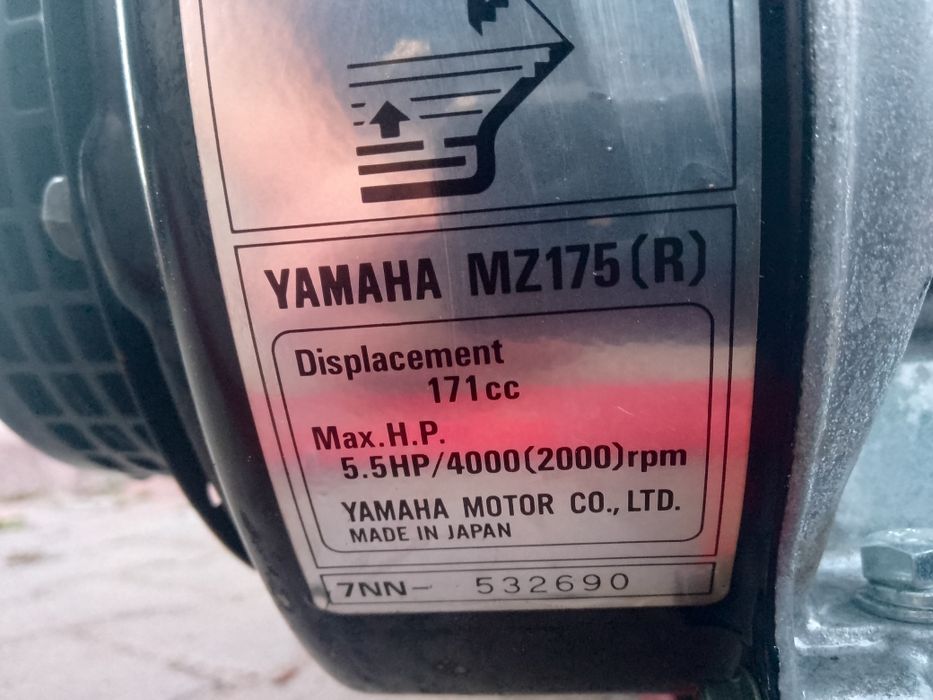 YAMAHA MZ175(R)
Displacement
171cc
Max.H.P.
5.5HP/4000(2000)rpm
YAMAHA MOTOR CO., LTD.
MADE IN JAPAN
7NN- 532690